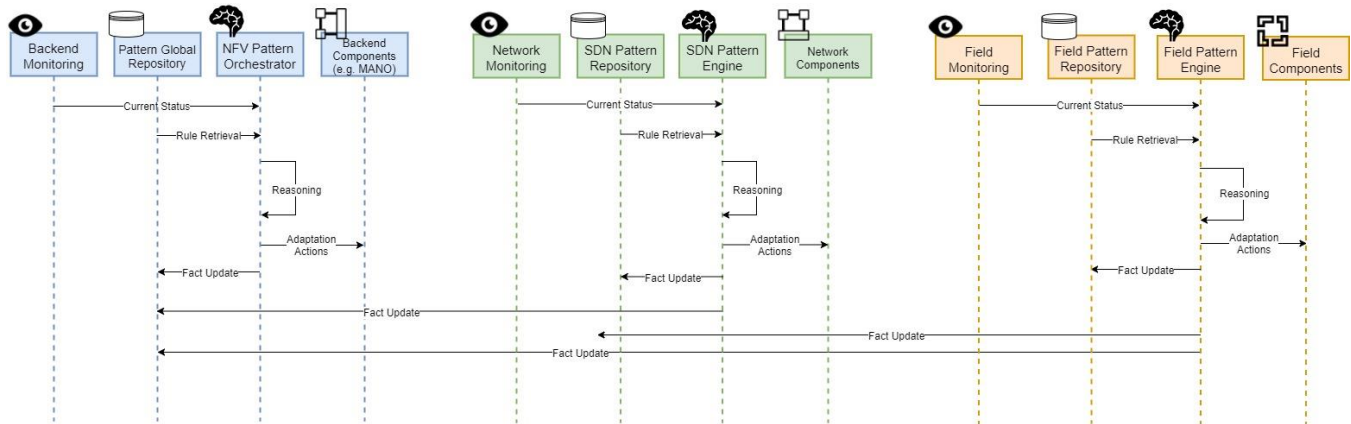 Backend
Monitoring
Pattern Global
Repository
NFV Pattern
Orchestrator
Backend
Components
(e.g. MANO)
Network
Monitoring
SDN Pattern
Repository
SDN Pattern
Engine
Network
Components
Field
Monitoring
Field Pattern
Repository
Field Pattern
Engine
Field
Components
Current Status
Current Status
Current Status
Rule Retrieval
Rule Retrieval
Rule Retrieval
Reasoning
Reasoning
Reasoning
Adaptation
Actions
Adaptation
Actions
Adaptation
Actions
Fact Update
Fact Update
Fact Update
Fact Update
Fact Update
Fact Update